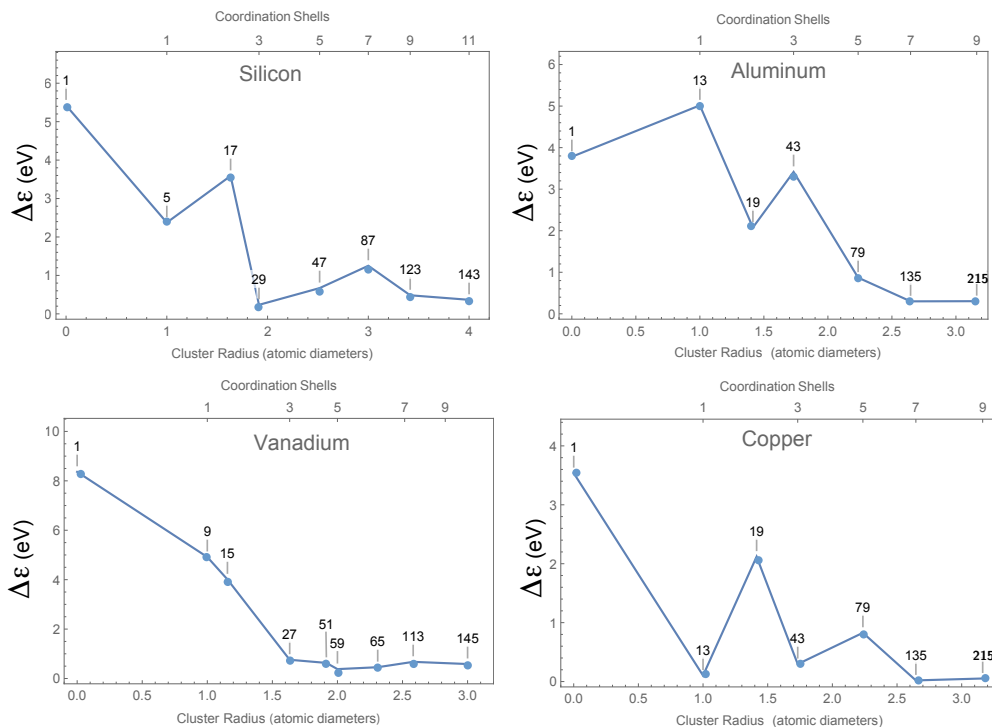 Coordination Shells
1 3 5 7 9 11
Silicon
Δε (eV)
6
5
4
3
2
1
0
1
5
17
29
47
87
123
143
0 1 2 3 4
Cluster Radius (atomic diameters)
Coordination Shells
1 3 5 7 9
Aluminum
Δε (eV)
6
5
4
3
2
1
0
1
13
19
43
79
135
215
0.0 1.0 1.5 2.0 2.5 3.0
Cluster Radius (atomic diameters)
Coordination Shells
1 3 5 7 9
Vanadium
Δε (eV)
10
8
6
4
2
0
1
9
15
27
51
59
65
113
145
0.0 0.5 1.0 1.5 2.0 2.5 3.0
Cluster Radius (atomic diameters)
Coordination Shells
1 3 5 7 9
Copper
Δε (eV)
4
3
2
1
0
1
13
19
43
79
135
215
0.0 0.5 1.0 1.5 2.0 2.5 3.0
Cluster Radius (atomic diameters)